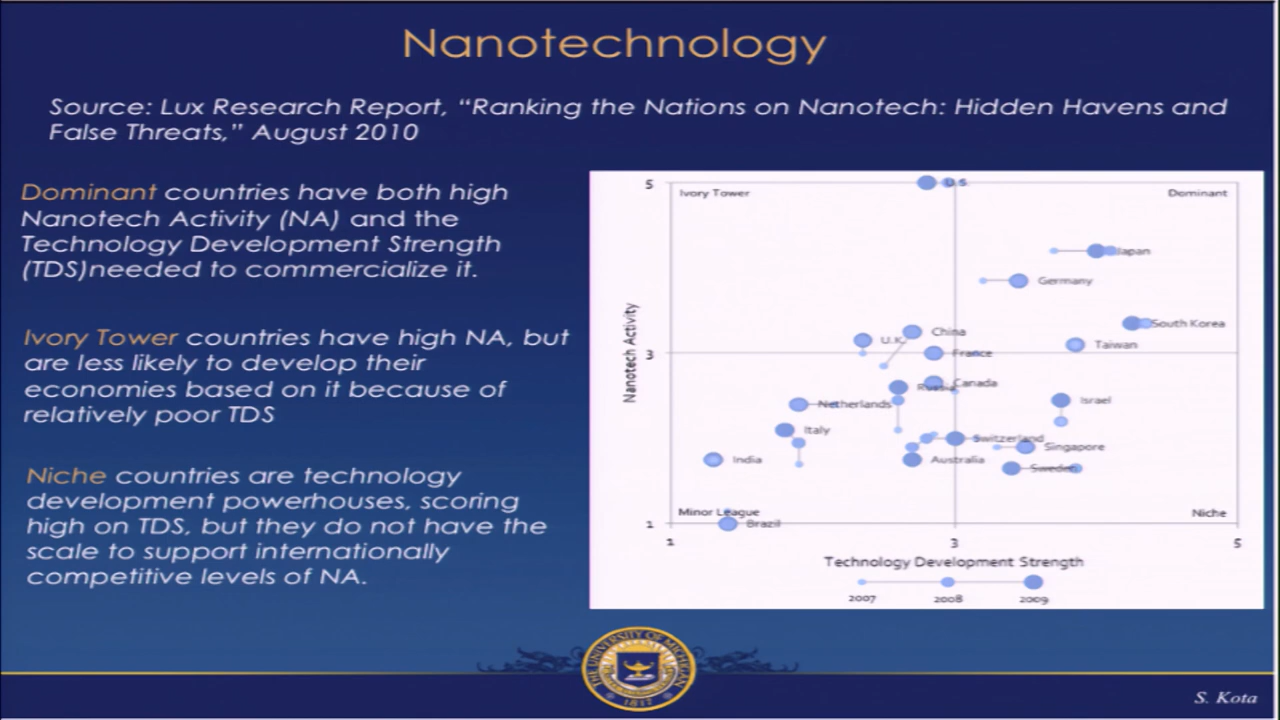 Nanotechnology
Source: Lux Research Report, “Ranking the Nations on Nanotech: Hidden Havens and
False Threats,” August 2010
Dominant countries have both high
Nanotech Activity (NA) and the
Technology Development Strength
(TDS)needed to commercialize it.
Ivory Tower countries have high NA, but
are less likely to develop their
economies based on it because of
relatively poor TDS
Niche countries are technology
development powerhouses, scoring
high on TDS, but they do not have the
scale to support internationally
competitive levels of NA.
5
U.S
Ivory Tower
Dominant
Japan
Germany
South Korea
China
U.K.
Taiwan
3
France
Nanotech Activity
Canada
Russia
Netherlands
Israel
Italy
Switzerland
Singapore
India
Australia
Sweden
Minor League
Niche
1
Brazil
1
3
5
Technology Development Strength
2007
2008
2009
THE UNIVERSITY OF MICHIGAN
1817
S. Kota